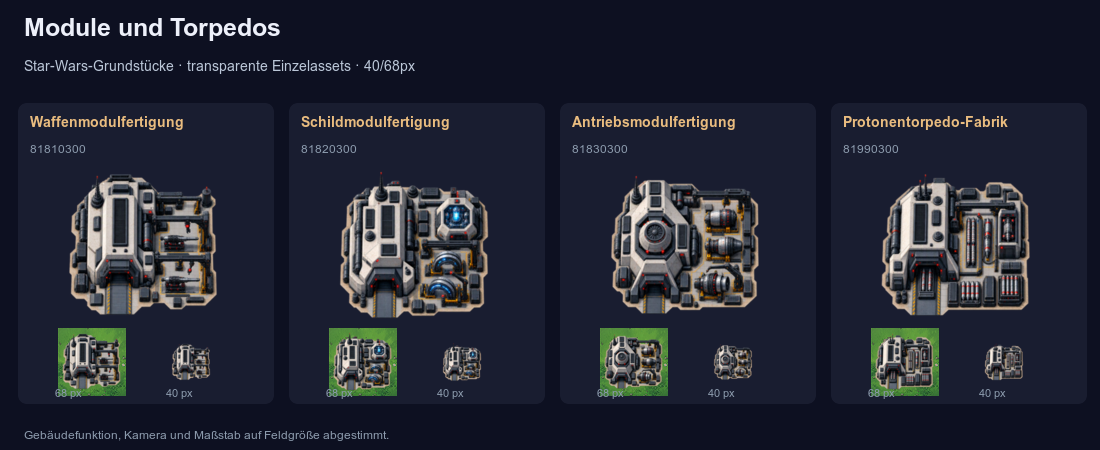 Module und Torpedos
Star-Wars-Grundstücke · transparente Einzelassets · 40/68px
Waffenmodulfertigung
81810300
68 px
40 px
Schildmodulfertigung
81820300
68 px
40 px
Antriebsmodulfertigung
81830300
68 px
40 px
Protonentorpedo-Fabrik
81990300
68 px
40 px
Gebäudefunktion, Kamera und Maßstab auf Feldgröße abgestimmt.